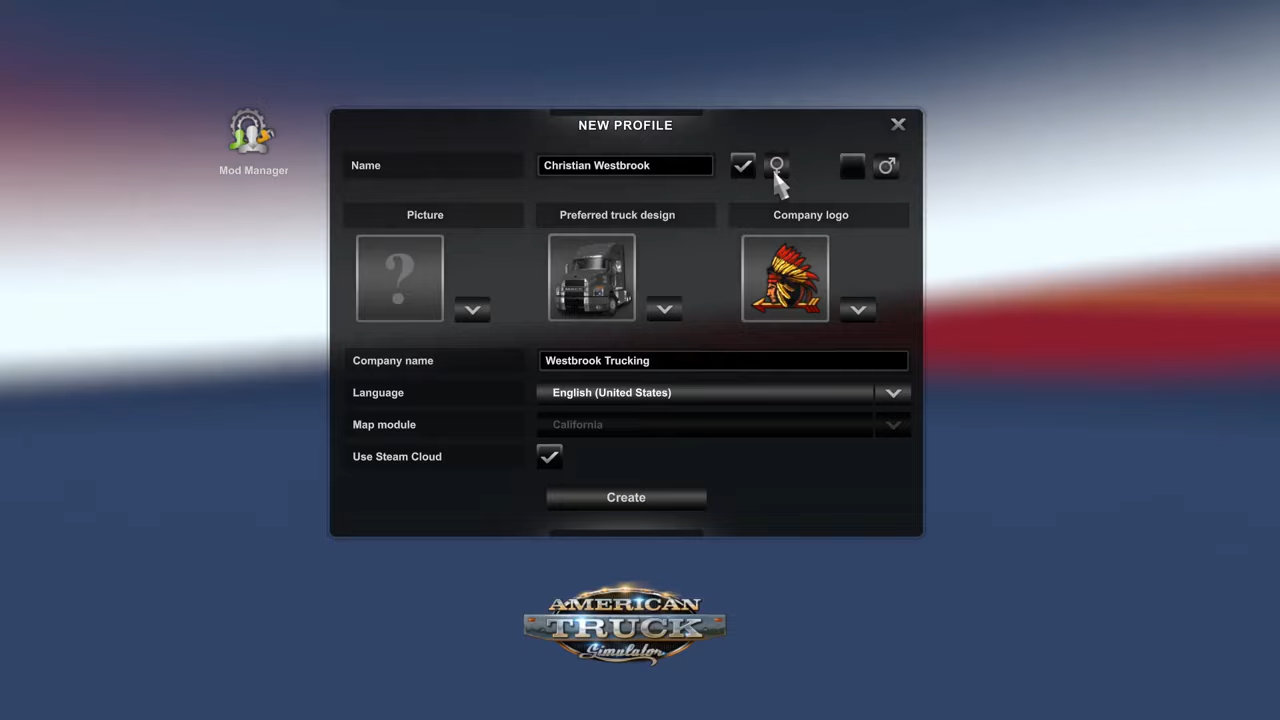 NEW PROFILE
Mod Manager
Name
Christian Westbrook
Picture
Preferred truck design
Company logo
?
Company name
Westbrook Trucking
Language
English (United States)
Map module
California
Use Steam Cloud
Create
AMERICAN
TRUCK
Simulator